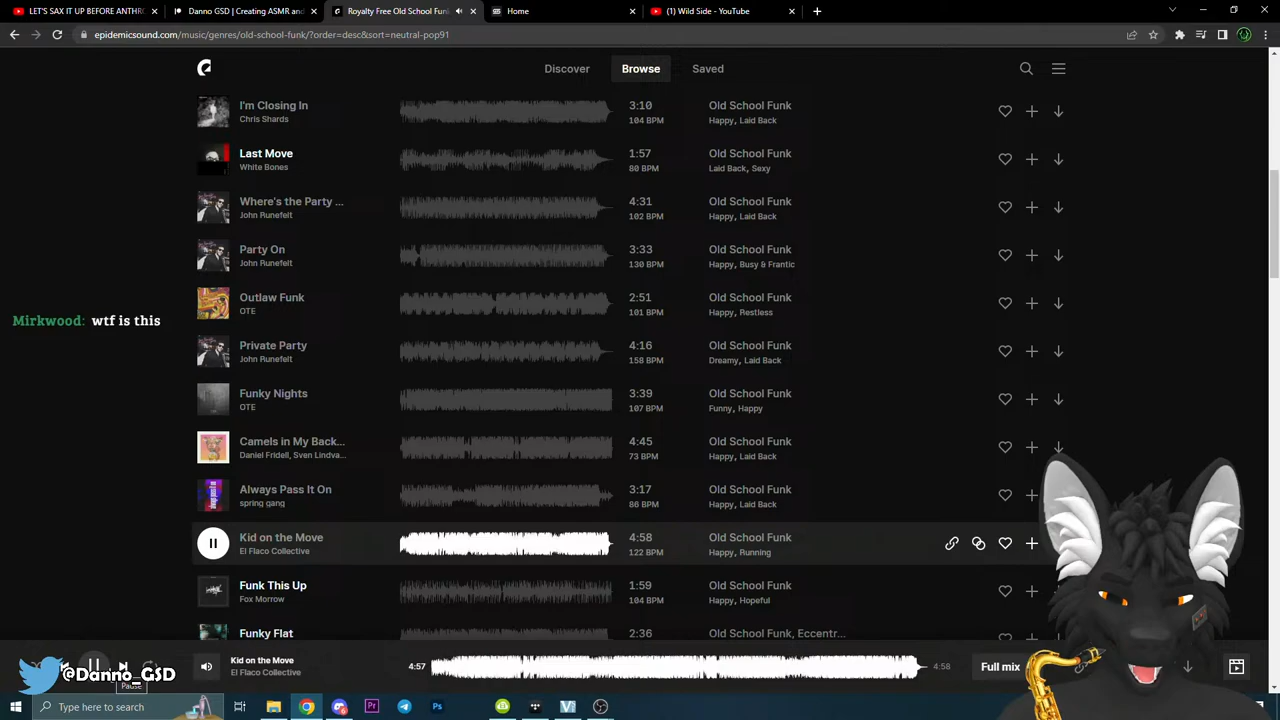 LET'S SAX IT UP BEFORE ANTHR
Danno GSD | Creating ASMR and
Royalty Free Old School Funk
Home
(1) Wild Side - YouTube
epidemicsound.com/music/genres/old-school-funk/?order=desc&sort=neutral-pop91
Discover
Browse
Saved
I'm Closing In
Chris Shards
3:10
104 BPM
Old School Funk
Happy, Laid Back
Last Move
White Bones
1:57
80 BPM
Old School Funk
Laid Back, Sexy
Where's the Party ...
John Runefelt
4:31
102 BPM
Old School Funk
Happy, Laid Back
Party On
John Runefelt
3:33
130 BPM
Old School Funk
Happy, Busy & Frantic
Outlaw Funk
OTE
2:51
101 BPM
Old School Funk
Happy, Restless
Mirkwood: wtf is this
Private Party
John Runefelt
4:16
158 BPM
Old School Funk
Dreamy, Laid Back
Funky Nights
OTE
3:39
107 BPM
Old School Funk
Funny, Happy
Camels in My Back...
Daniel Fridell, Sven Lindva...
4:45
73 BPM
Old School Funk
Happy, Laid Back
Always Pass It On
spring gang
3:17
86 BPM
Old School Funk
Happy, Laid Back
Kid on the Move
El Flaco Collective
4:58
122 BPM
Old School Funk
Happy, Running
Funk This Up
Fox Morrow
1:59
104 BPM
Old School Funk
Happy, Hopeful
Funky Flat
2:36
Old School Funk, Eccentr...
@Danno_GSD
Pause
Kid on the Move
El Flaco Collective
4:57
4:58
Full mix
Type here to search